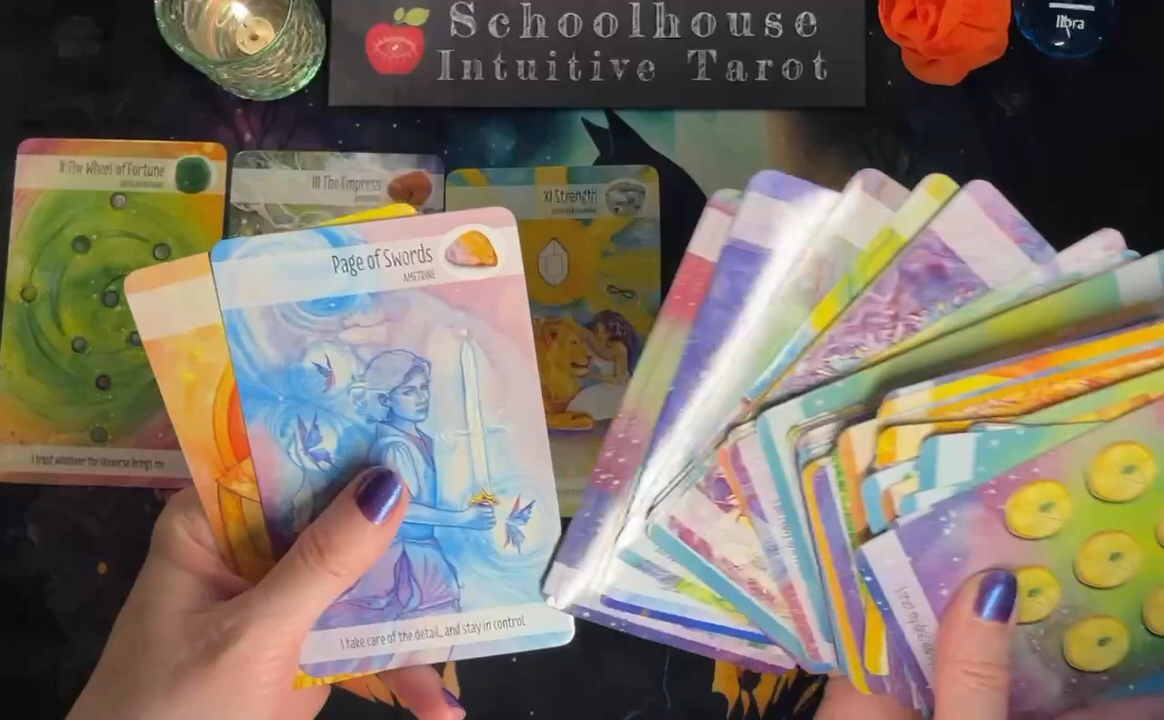 Schoolhouse
Intuitive Tarot
libra
The Wheel of Fortune
III The Empress
XI Strength
Page of Swords
AMETRINE
I trust whatever the Universe brings me
I take care of the detail, and stay in control